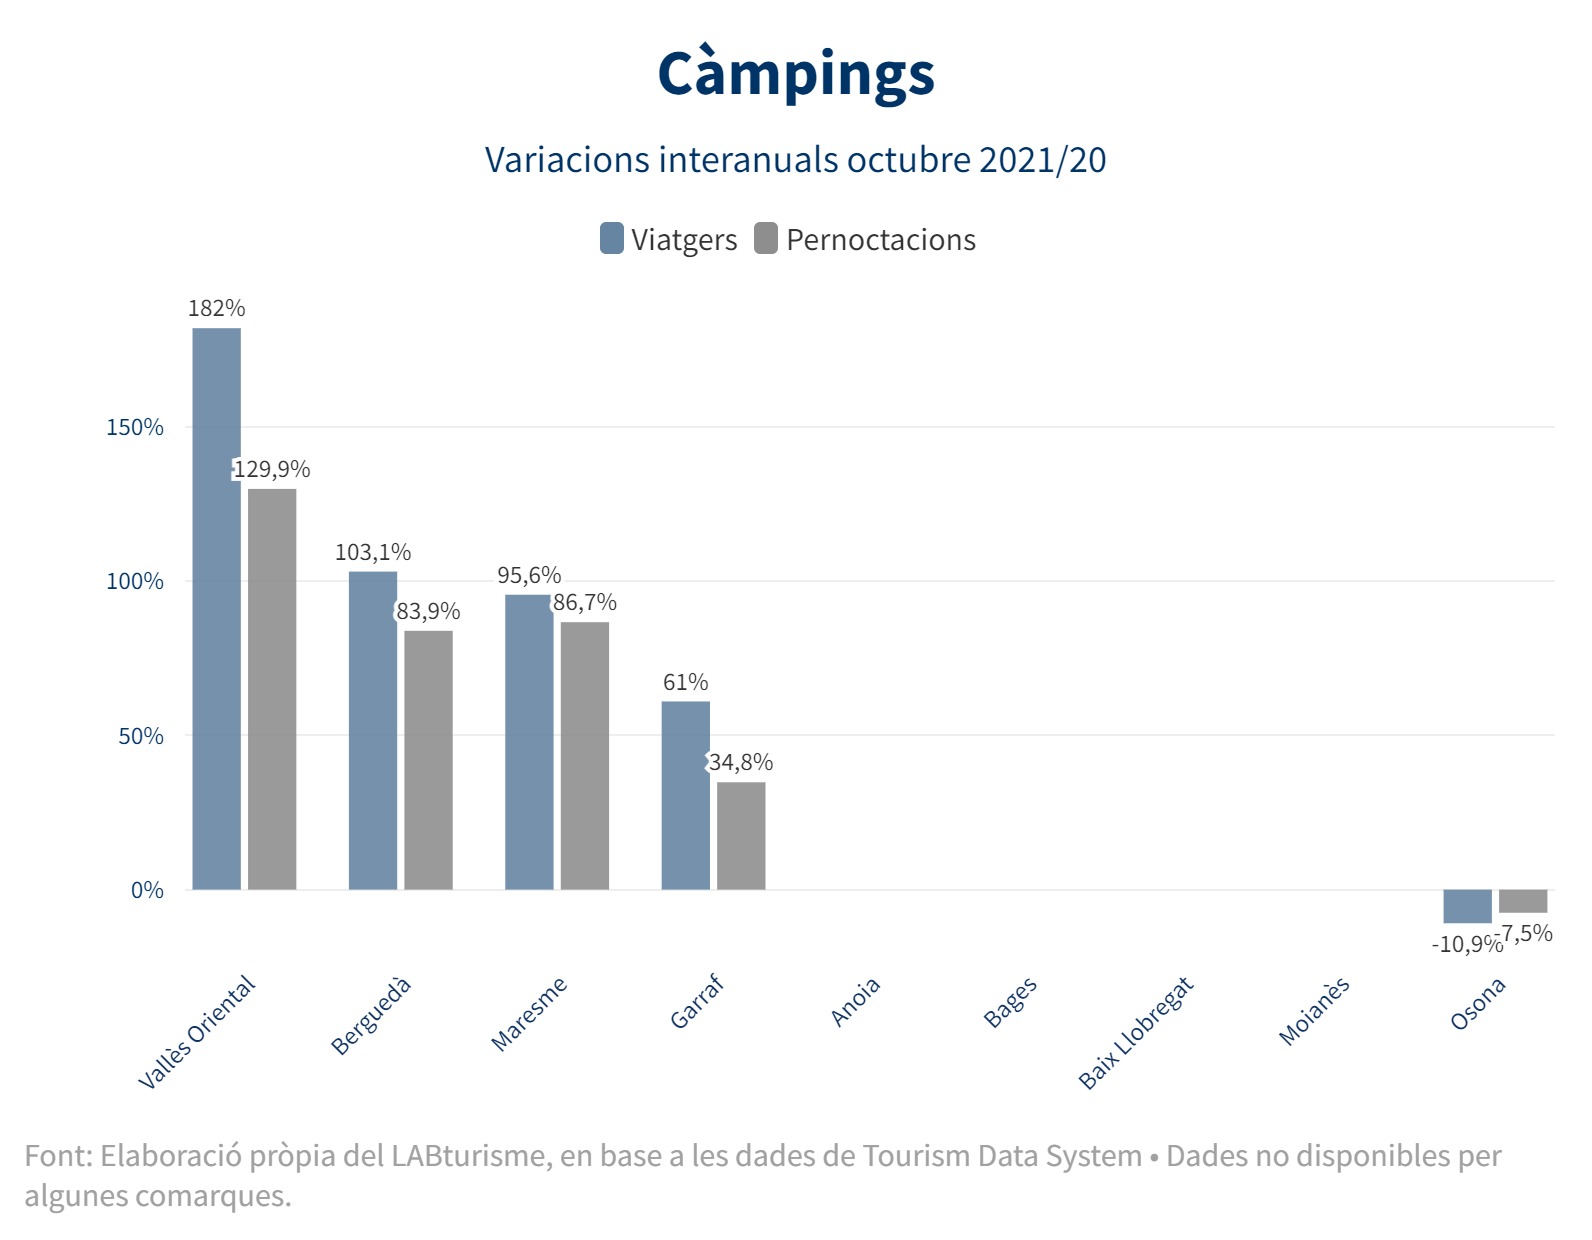 Càmpings
Variacions interanuals octubre 2021/20
Viatgers
Pernoctacions
182%
150%
129,9%
103,1%
100%
95,6%
86,7%
83,9%
61%
50%
34,8%
0%
-10,9%
-7,5%
Vallès Oriental
Berguedà
Maresme
Garraf
Anoia
Bages
Baix Llobregat
Moianès
Osona
Font: Elaboració pròpia del LABturisme, en base a les dades de Tourism Data System • Dades no disponibles per
algunes comarques.